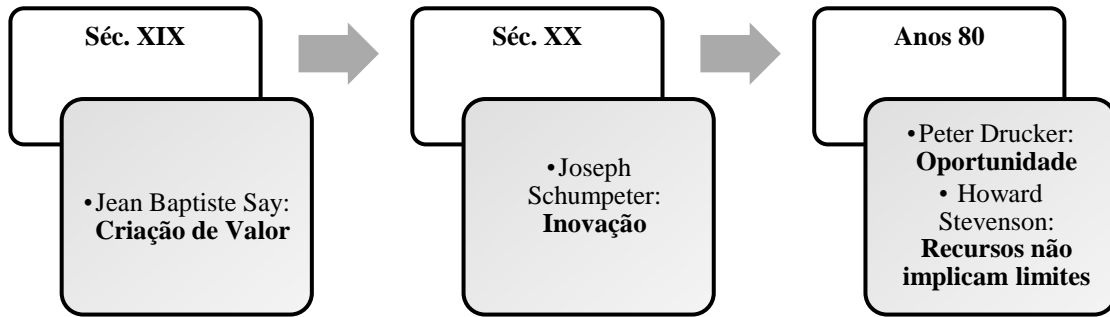 Séc. XIX
•Jean Baptiste Say:
Criação de Valor
Séc. XX
•Joseph
Schumpeter:
Inovação
Anos 80
•Peter Drucker:
Oportunidade
• Howard
Stevenson:
Recursos não
implicam limites